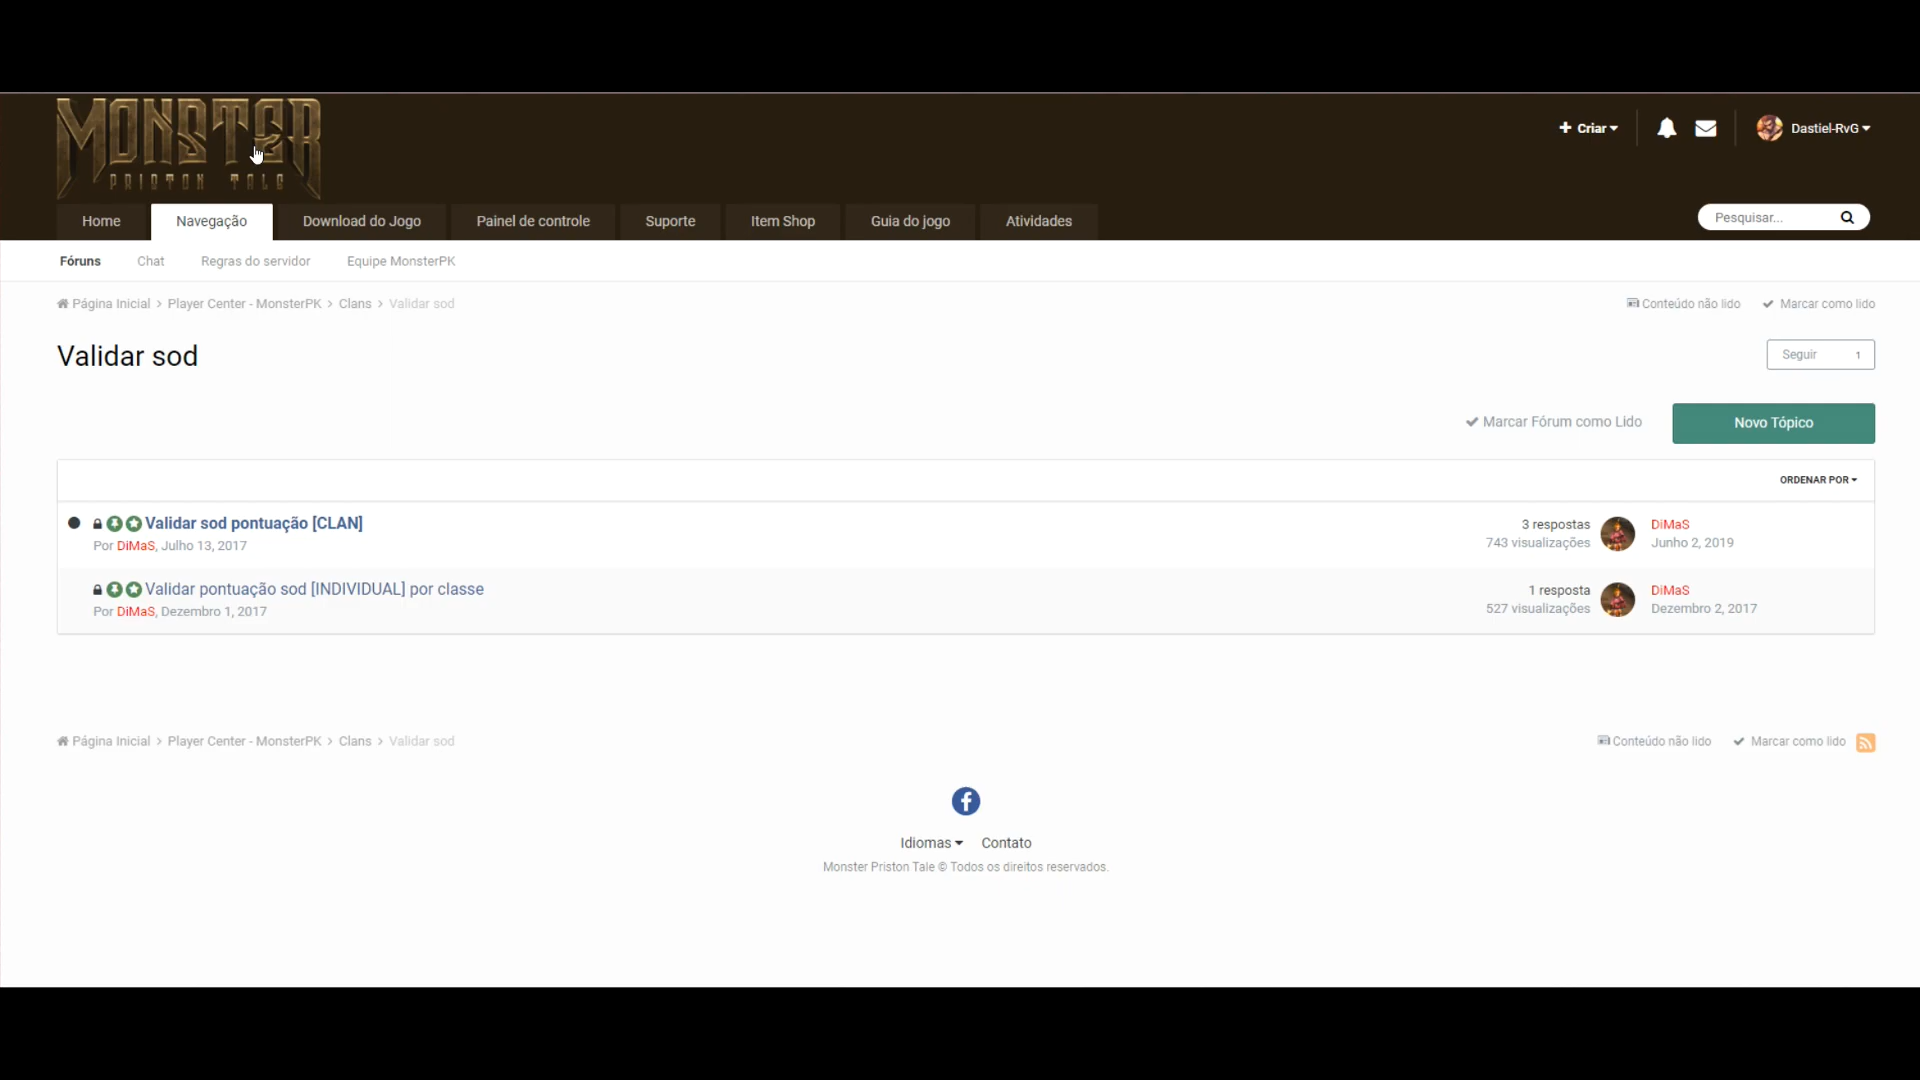 MONSTER
PRISTON TALE
Criar
Dastiel-RvG
Home
Navegação
Download do Jogo
Painel de controle
Suporte
Item Shop
Guia do jogo
Atividades
Pesquisar...
Fóruns
Chat
Regras do servidor
Equipe MonsterPK
Página Inicial > Player Center - MonsterPK > Clans > Validar sod
Conteúdo não lido
Marcar como lido
Validar sod
Seguir 1
Marcar Fórum como Lido
Novo Tópico
ORDENAR POR
Validar sod pontuação [CLAN]
Por DiMaS, Julho 13, 2017
3 respostas
743 visualizações
DiMaS
Junho 2, 2019
Validar pontuação sod [INDIVIDUAL] por classe
Por DiMaS, Dezembro 1, 2017
1 resposta
527 visualizações
DiMaS
Dezembro 2, 2017
Página Inicial > Player Center - MonsterPK > Clans > Validar sod
Conteúdo não lido
Marcar como lido
Idiomas
Contato
Monster Priston Tale © Todos os direitos reservados.